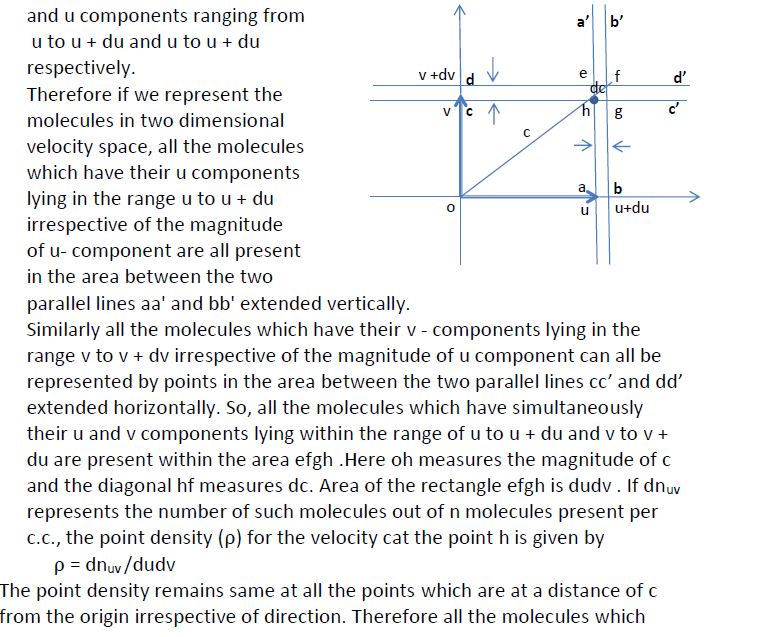 and u components ranging from
u to u + du and u to u + du
respectively.
Therefore if we represent the
molecules in two dimensional
velocity space, all the molecules
which have their u components
lying in the range u to u + du
irrespective of the magnitude
of u- component are all present
in the area between the two
parallel lines aa' and bb' extended vertically.
a’ b’
v +dv d e f d’
dc
v c h g c’
c
a b
o u u+du
Similarly all the molecules which have their v - components lying in the
range v to v + dv irrespective of the magnitude of u component can all be
represented by points in the area between the two parallel lines cc’ and dd’
extended horizontally. So, all the molecules which have simultaneously
their u and v components lying within the range of u to u + du and v to v +
du are present within the area efgh .Here oh measures the magnitude of c
and the diagonal hf measures dc. Area of the rectangle efgh is dudv . If dnuv
represents the number of such molecules out of n molecules present per
c.c., the point density (ρ) for the velocity cat the point h is given by
ρ = dnuv/dudv
The point density remains same at all the points which are at a distance of c
from the origin irrespective of direction. Therefore all the molecules which